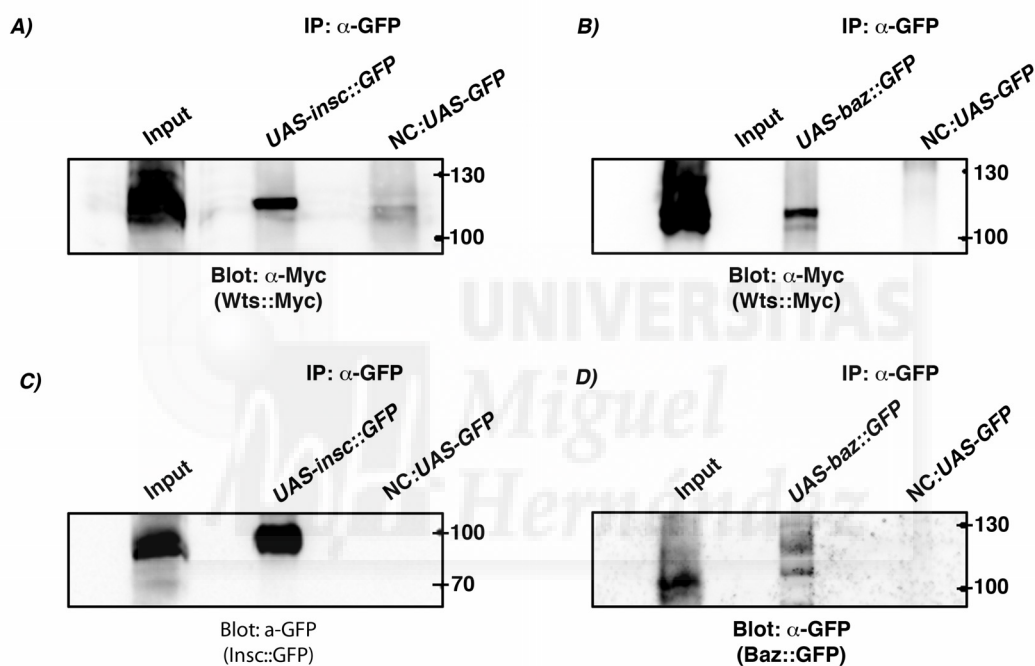 A)
IP: α-GFP
Input
UAS-insc::GFP
NC:UAS-GFP
130
100
Blot: α-Myc
(Wts::Myc)
B)
IP: α-GFP
Input
UAS-baz::GFP
NC:UAS-GFP
130
100
Blot: α-Myc
(Wts::Myc)
UNIVERSITAS
Miguel
Hernández
C)
IP: α-GFP
Input
UAS-insc::GFP
NC:UAS-GFP
100
70
Blot: a-GFP
(Insc::GFP)
D)
IP: α-GFP
Input
UAS-baz::GFP
NC:UAS-GFP
130
100
Blot: α-GFP
(Baz::GFP)